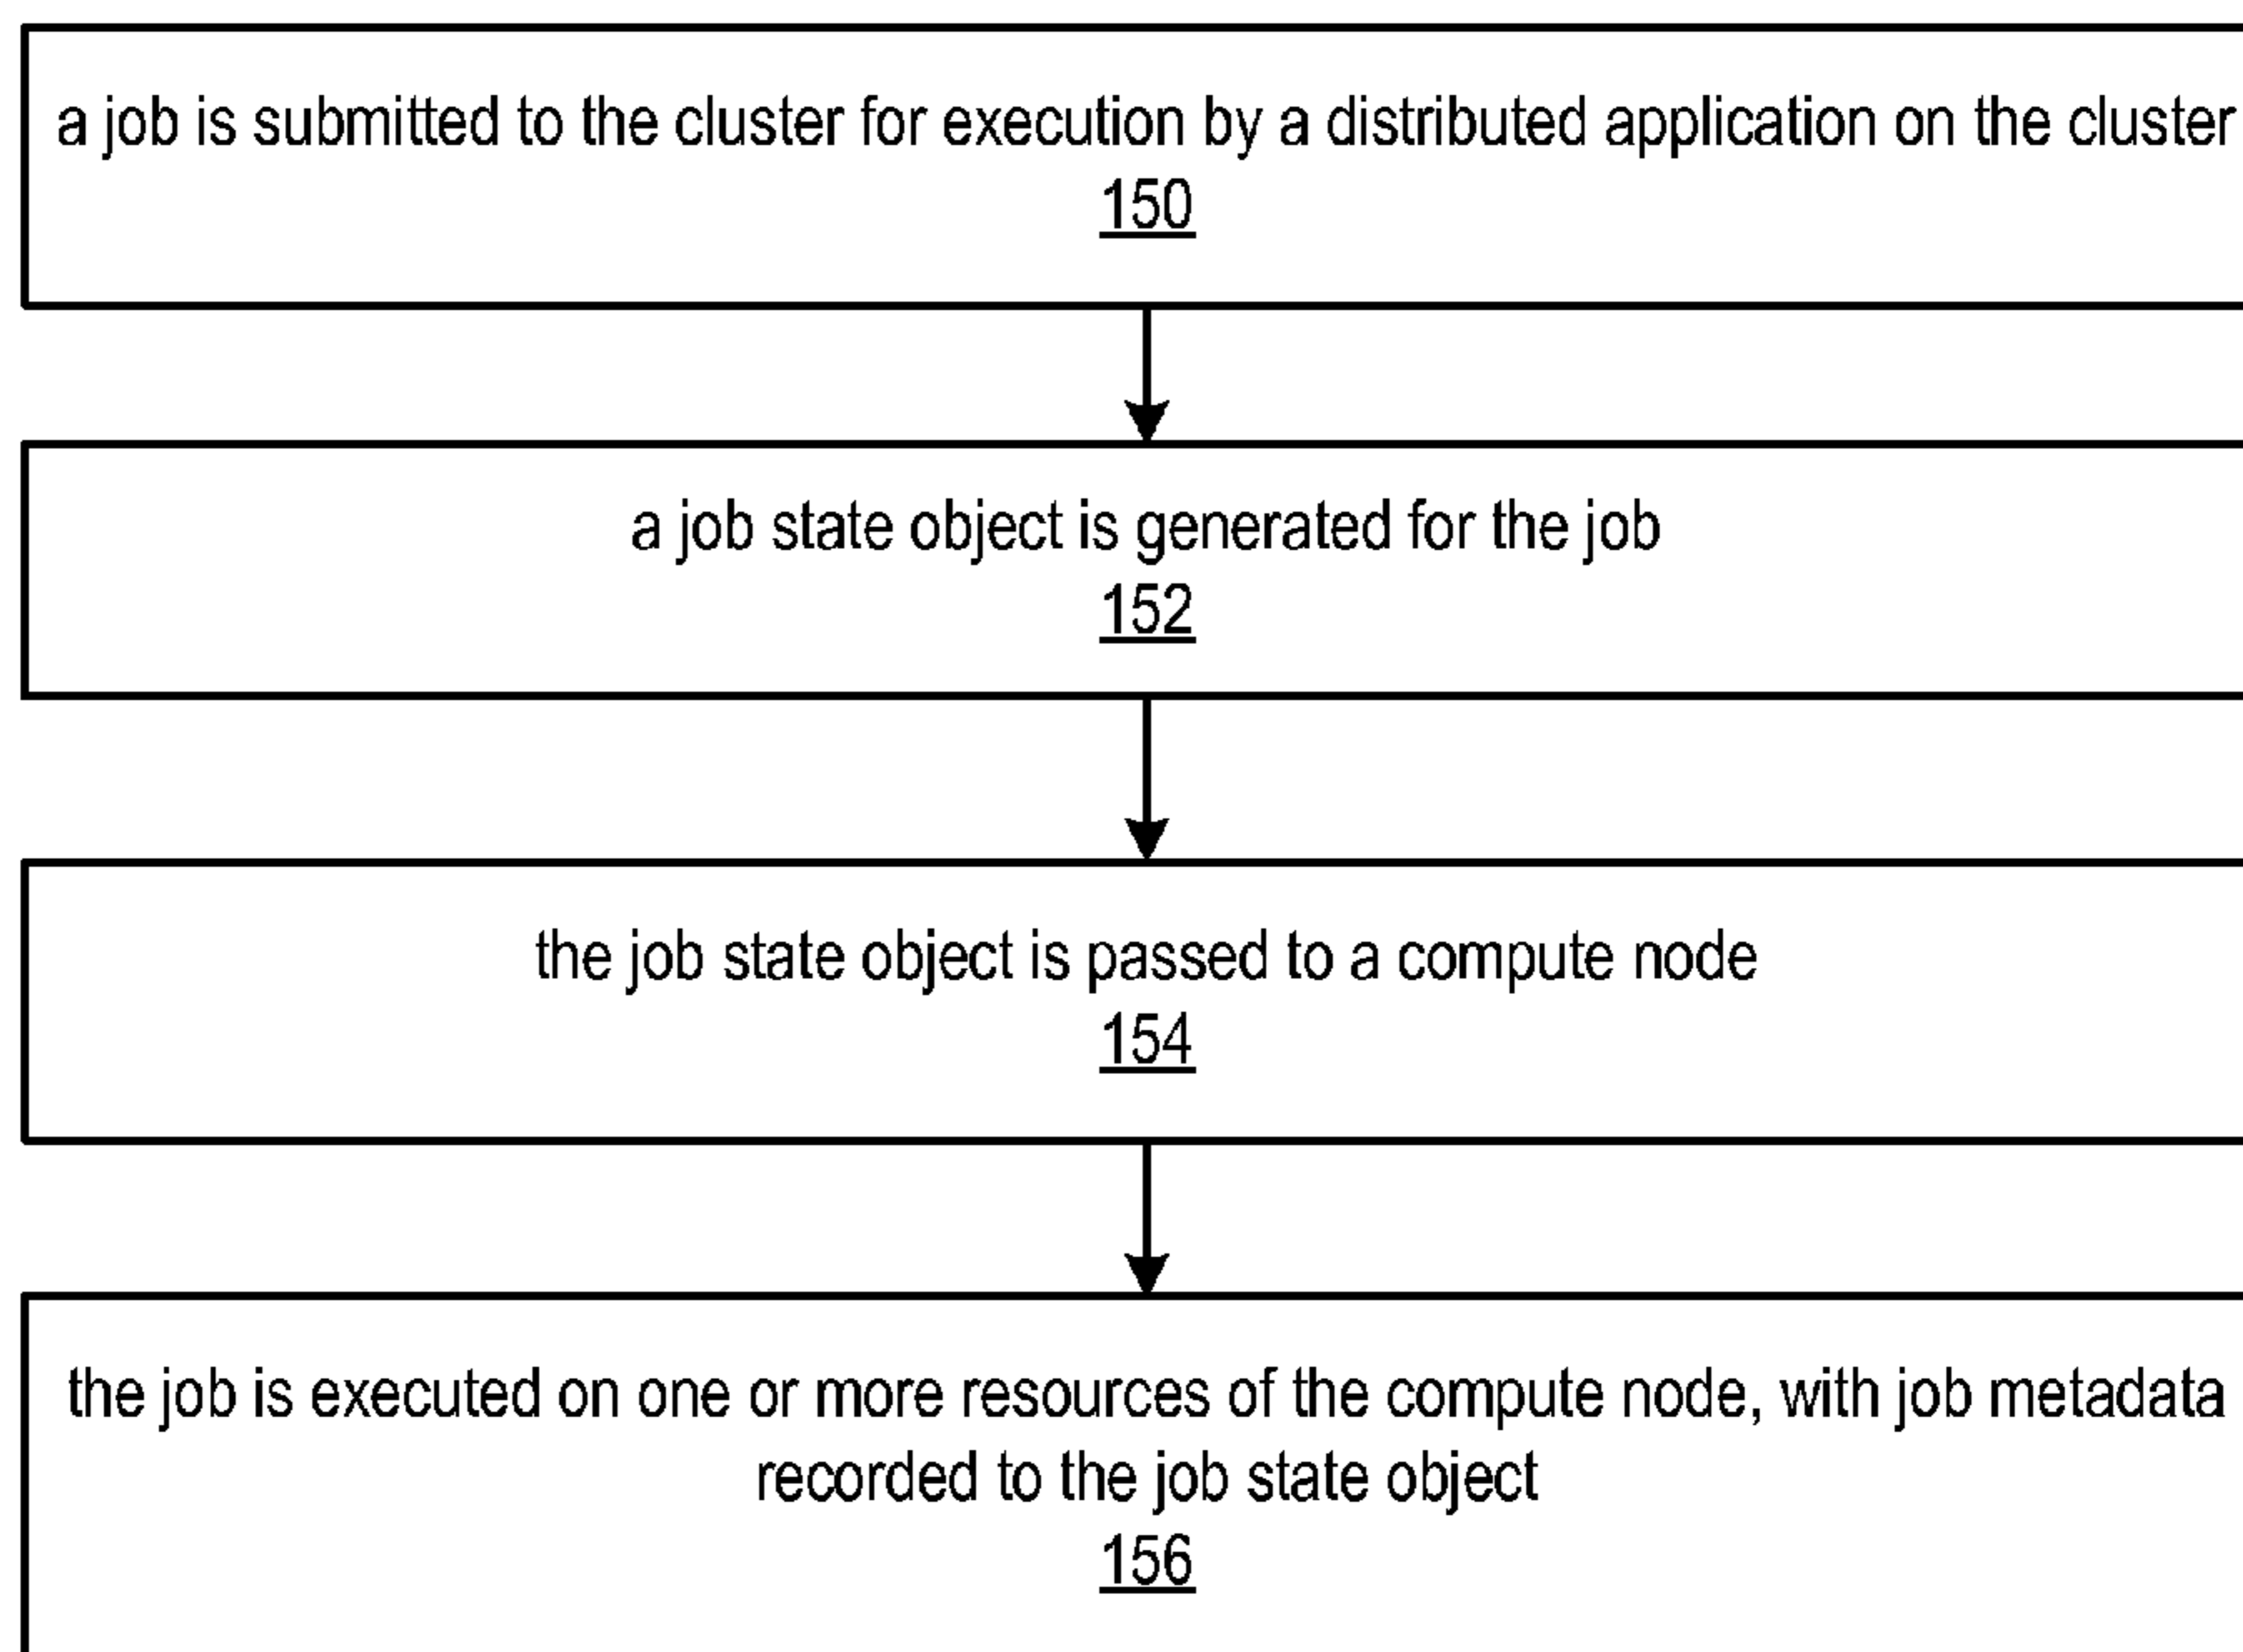 a job is submitted to the cluster for execution by a distributed application on the cluster
150
a job state object is generated for the job
152
the job state object is passed to a compute node
154
the job is executed on one or more resources of the compute node, with job metadata
recorded to the job state object
156